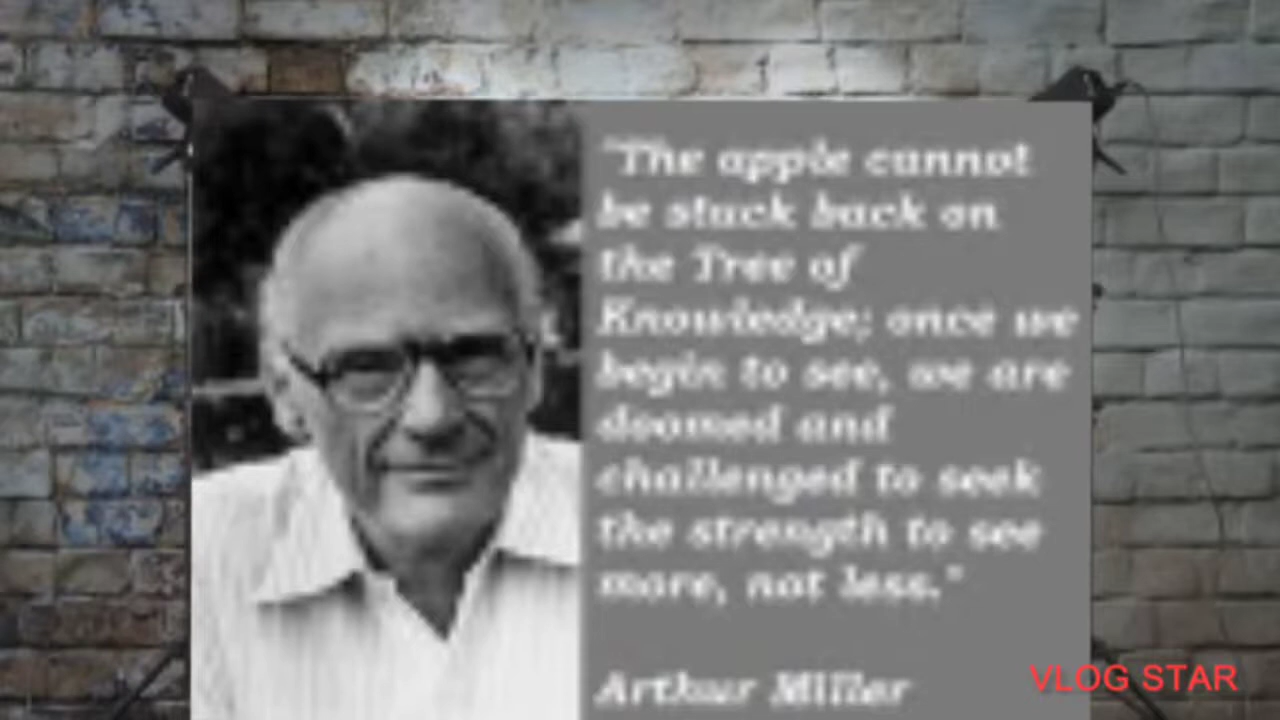 "The apple cannot
be stuck back on
the Tree of
Knowledge; once we
begin to see, we are
doomed and
challenged to seek
the strength to see
more, not less."
Arthur Miller
VLOG STAR